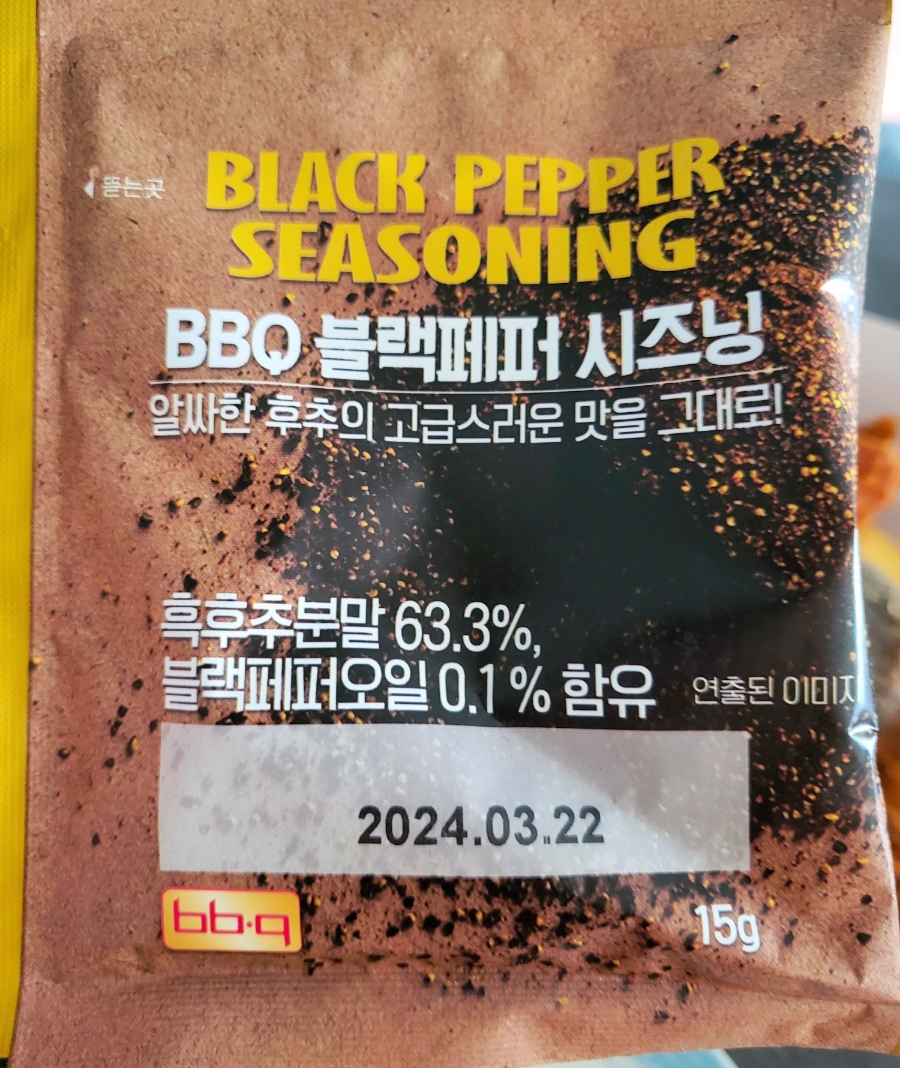 BLACK PEPPER
SEASONING
◀ 뜯는곳
BBQ 블랙페퍼 시즈닝
알싸한 후추의 고급스러운 맛을 그대로!
흑후추분말 63.3%,
블랙페퍼오일 0.1% 함유
연출된 이미지
2024.03.22
bb.q
15g